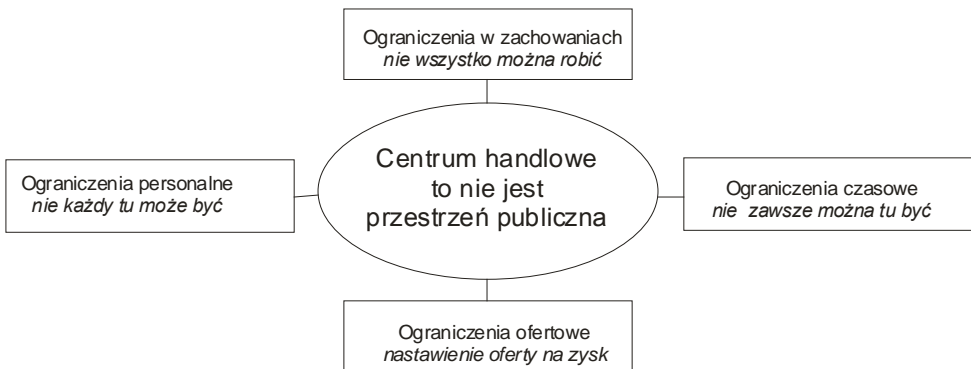 Ograniczenia w zachowaniach
nie wszystko można robić
Centrum handlowe
to nie jest
przestrzeń publiczna
Ograniczenia personalne
nie każdy tu może być
Ograniczenia czasowe
nie zawsze można tu być
Ograniczenia ofertowe
nastawienie oferty na zysk